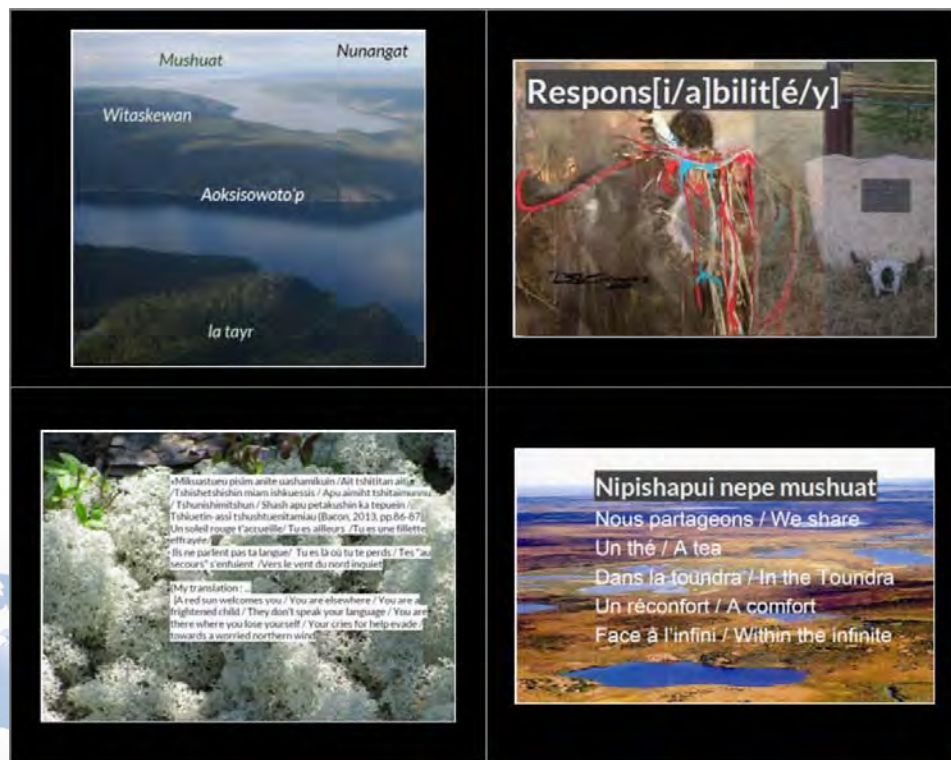 Mushuat
Nunangat
Witaskewan
Aoksisowoto'p
la tayr
Respons[i/a]bilit[é/y]
«Mikuastueu pisim anite uashamikuin /Ait tshititan aitu
/Tshishetshishin miam ishkuessis / Apu aimiht tshitaimunnu
/ Tshunishimitshun / Shash apu petakushin ka tepuein /
Tshiuetin-assi tshushtuenitamiau (Bacon, 2013, pp.86-87)
Un soleil rouge t'accueille/ Tu es ailleurs /Tu es une fillette
effrayée/
Ils ne parlent pas ta langue/ Tu es là où tu te perds / Tes "au
secours" s'enfuient /Vers le vent du nord inquiet
(My translation : ...
A red sun welcomes you / You are elsewhere / You are a
frightened child / They don't speak your language / You are
there where you lose yourself / Your cries for help evade /
towards a worried northern wind
Nipishapui nepe mushuat
Nous partageons / We share
Un thé / A tea
Dans la toundra / In the Toundra
Un réconfort / A comfort
Face à l'infini / Within the infinite